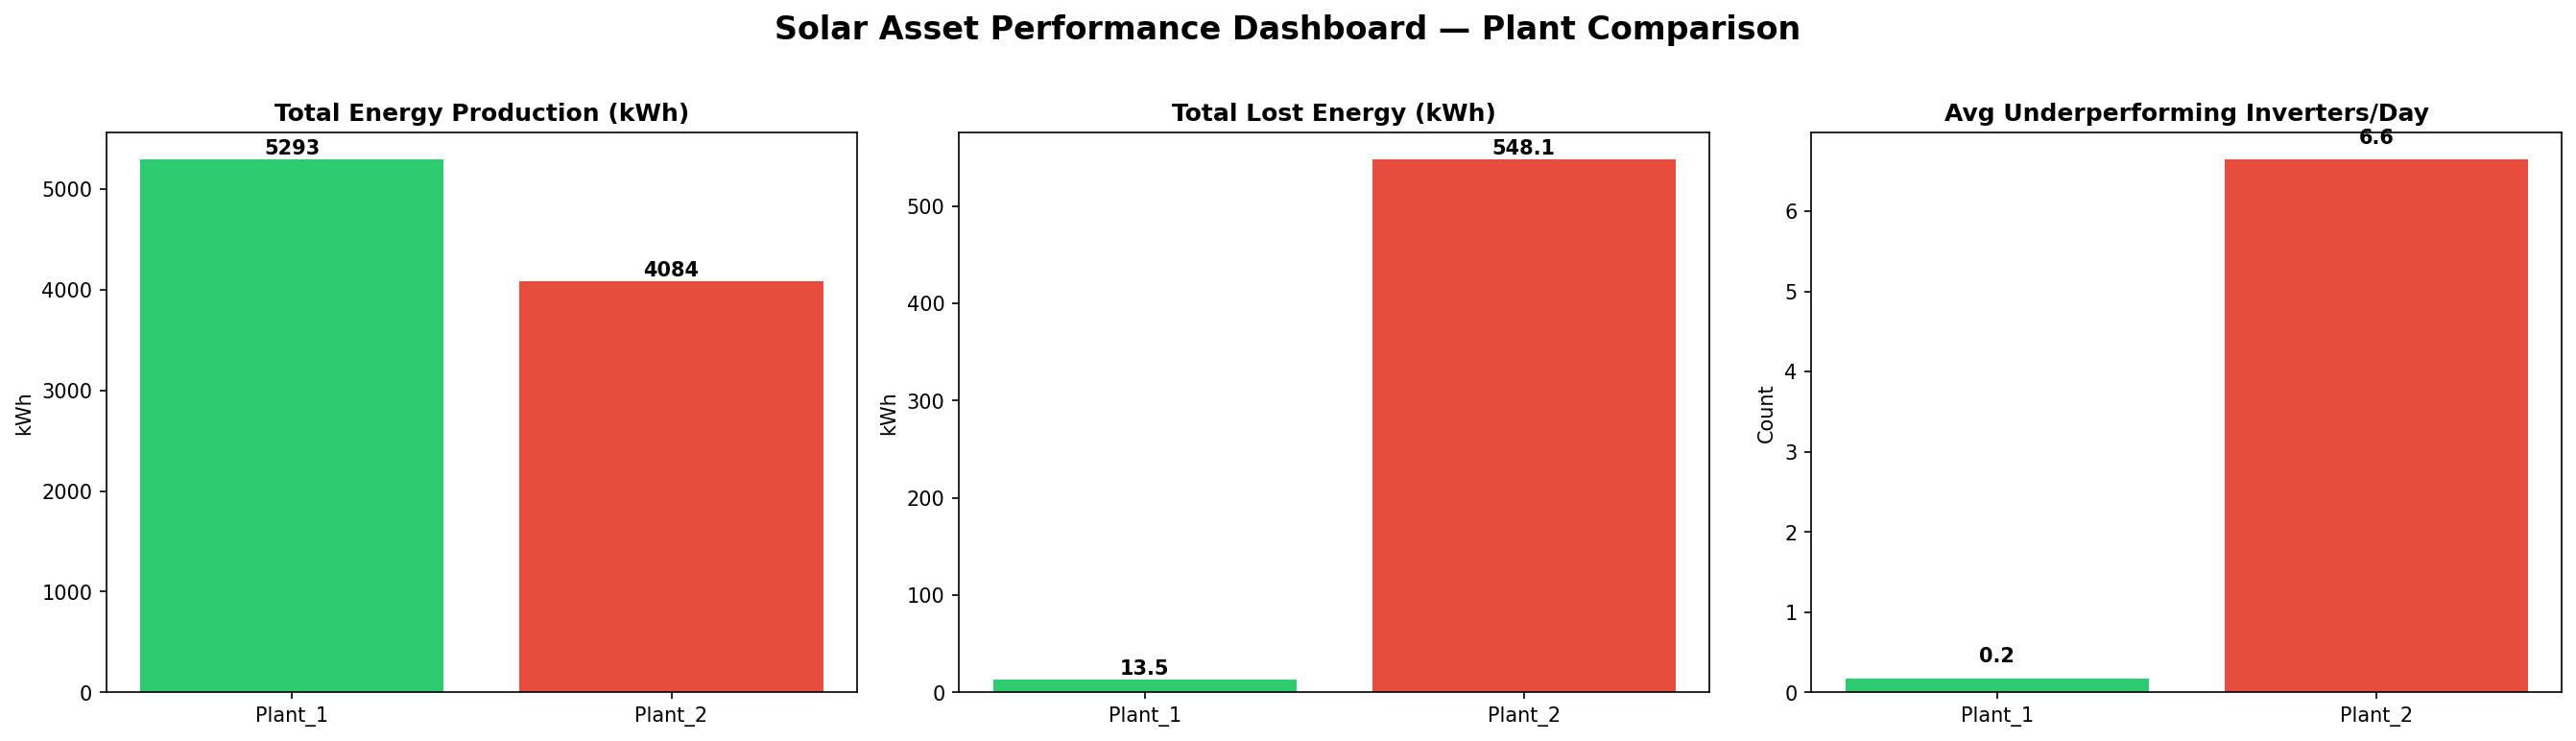 Solar Asset Performance Dashboard — Plant Comparison
Total Energy Production (kWh)
5293
4084
5000
4000
3000
2000
1000
0
kWh
Plant_1
Plant_2
Total Lost Energy (kWh)
548.1
13.5
500
400
300
200
100
0
kWh
Plant_1
Plant_2
Avg Underperforming Inverters/Day
6.6
0.2
6
5
4
3
2
1
0
Count
Plant_1
Plant_2